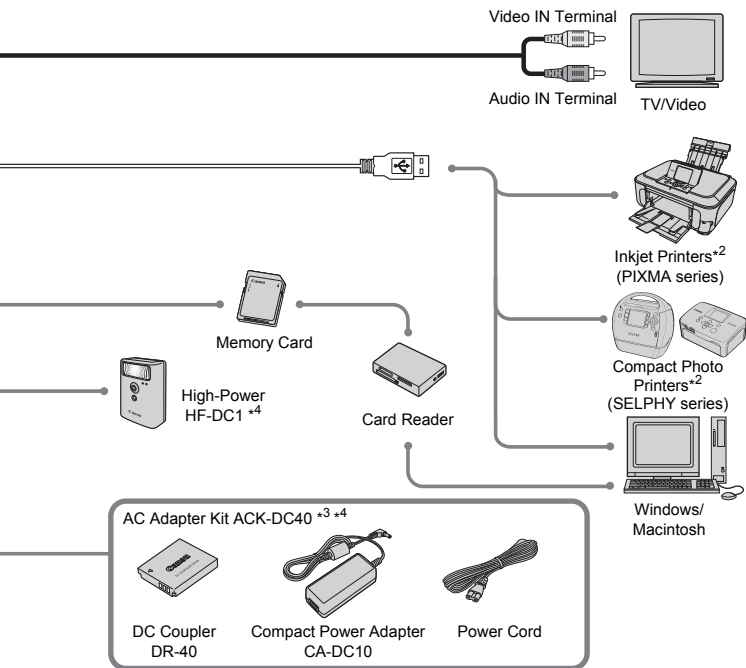 Video IN Terminal
Audio IN Terminal
TV/Video
Inkjet Printers*2
(PIXMA series)
Memory Card
Compact Photo
Printers*2
(SELPHY series)
High-Power
HF-DC1 *4
Card Reader
Windows/
Macintosh
AC Adapter Kit ACK-DC40 *3 *4
Canon
DC Coupler
DR-40
Compact Power Adapter
CA-DC10
Power Cord